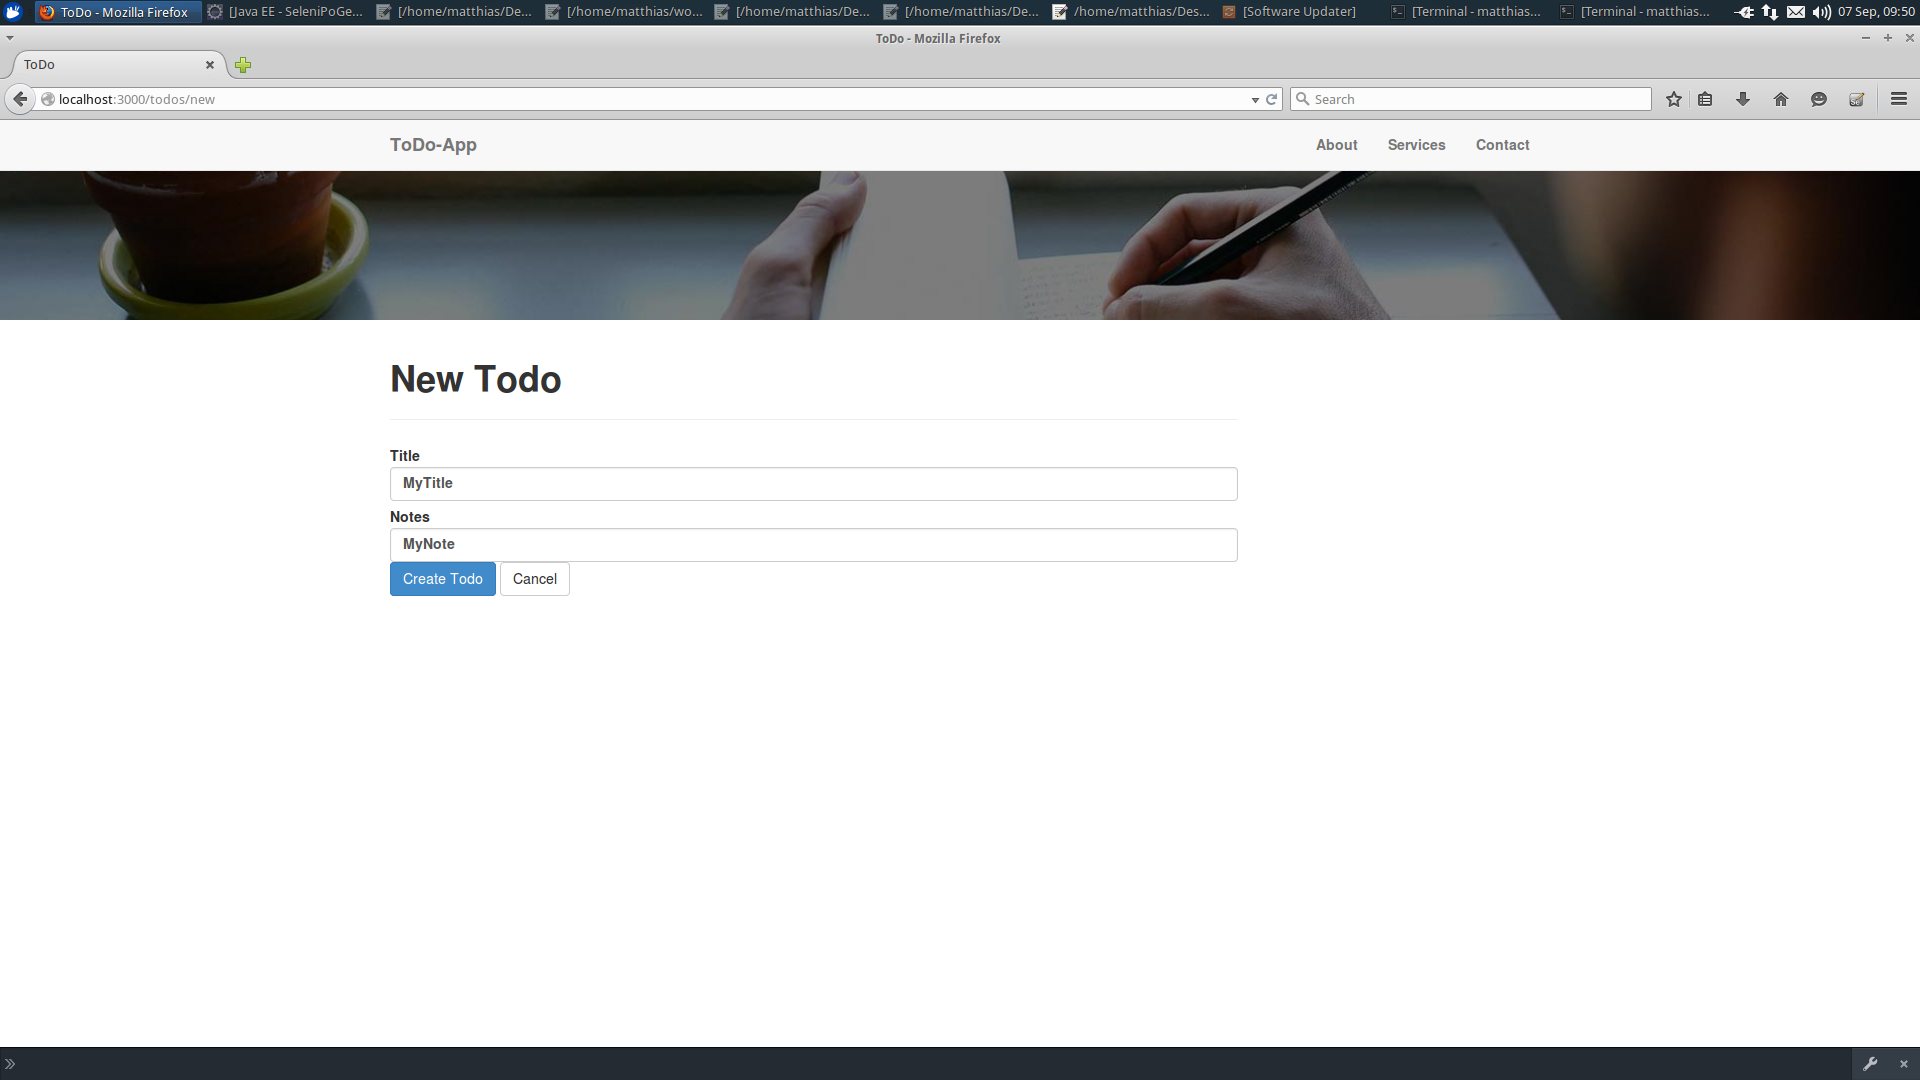 ToDo - Mozilla Firefox [Java EE - SeleniPoGe... [/home/matthias/De... [/home/matthias/wo... [/home/matthias/De... [/home/matthias/De... /home/matthias/Des... [Software Updater] [Terminal - matthias... [Terminal - matthias... 07 Sep, 09:50
ToDo - Mozilla Firefox
ToDo
localhost:3000/todos/new Search
ToDo-App About Services Contact
New Todo
Title
MyTitle
Notes
MyNote
Create Todo Cancel